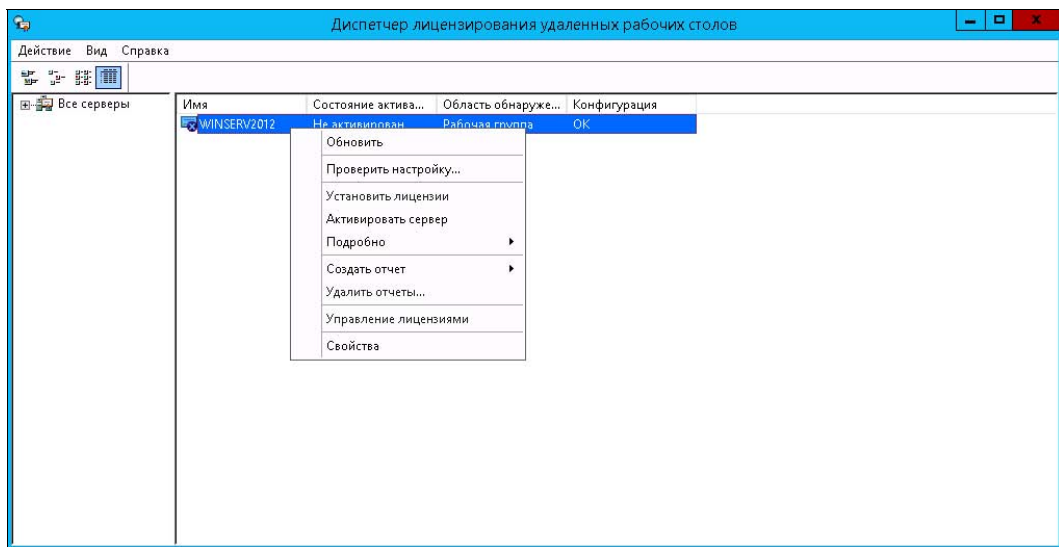 Диспетчер лицензирования удаленных рабочих столов
x
Действие Вид Справка
Все серверы
Имя Состояние актива... Область обнаруже... Конфигурация
WINSERV2012 Не активирован Рабочая группа ОК
Обновить
Проверить настройку...
Установить лицензии
Активировать сервер
Подробно
Создать отчет
Удалить отчеты...
Управление лицензиями
Свойства